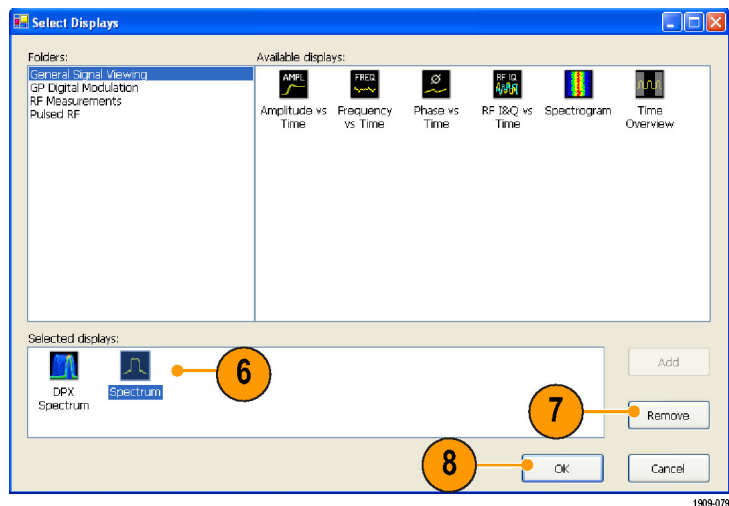 Select Displays
Folders:
General Signal Viewing
GP Digital Modulation
RF Measurements
Pulsed RF
Available displays:
AMPL
FREQ
Ø
RF IQ
Amplitude vs
Time
Frequency
vs Time
Phase vs
Time
RF I&Q vs
Time
Spectrogram
Time
Overview
Selected displays:
DPX
Spectrum
Spectrum
6
Add
7
Remove
8
OK
Cancel
1909-079